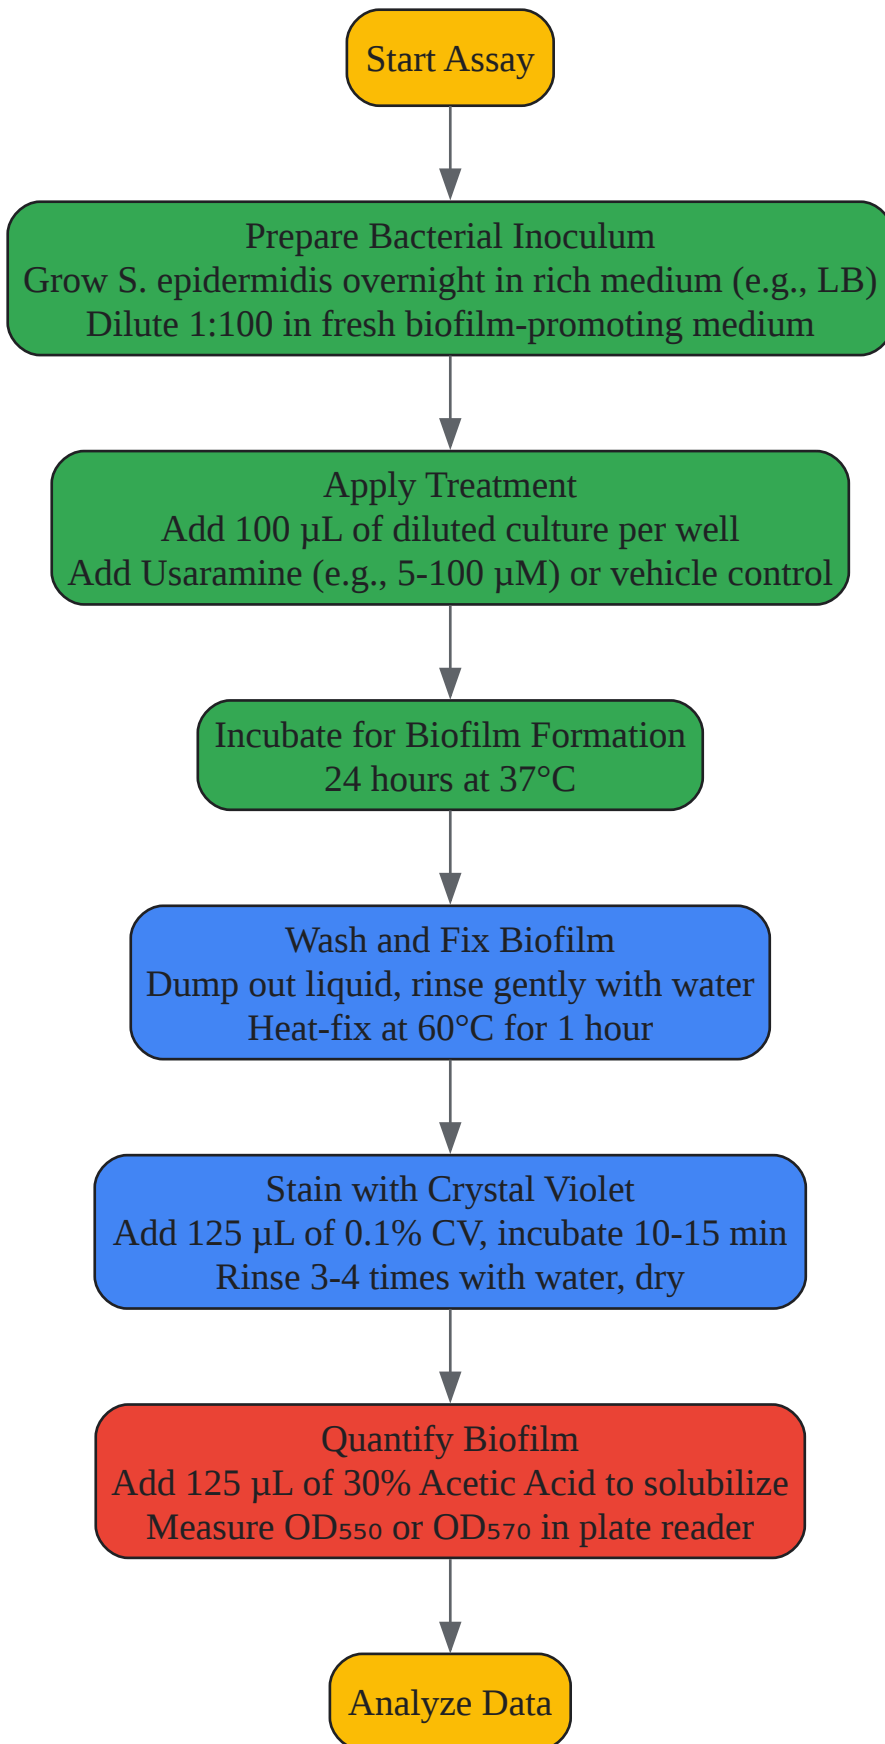 Start Assay
Prepare Bacterial Inoculum
Grow S. epidermidis overnight in rich medium (e.g., LB)
Dilute 1:100 in fresh biofilm-promoting medium
Apply Treatment
Add 100 µL of diluted culture per well
Add Usaramine (e.g., 5-100 µM) or vehicle control
Incubate for Biofilm Formation
24 hours at 37°C
Wash and Fix Biofilm
Dump out liquid, rinse gently with water
Heat-fix at 60°C for 1 hour
Stain with Crystal Violet
Add 125 µL of 0.1% CV, incubate 10-15 min
Rinse 3-4 times with water, dry
Quantify Biofilm
Add 125 µL of 30% Acetic Acid to solubilize
Measure OD₅₅₀ or OD₅₇₀ in plate reader
Analyze Data